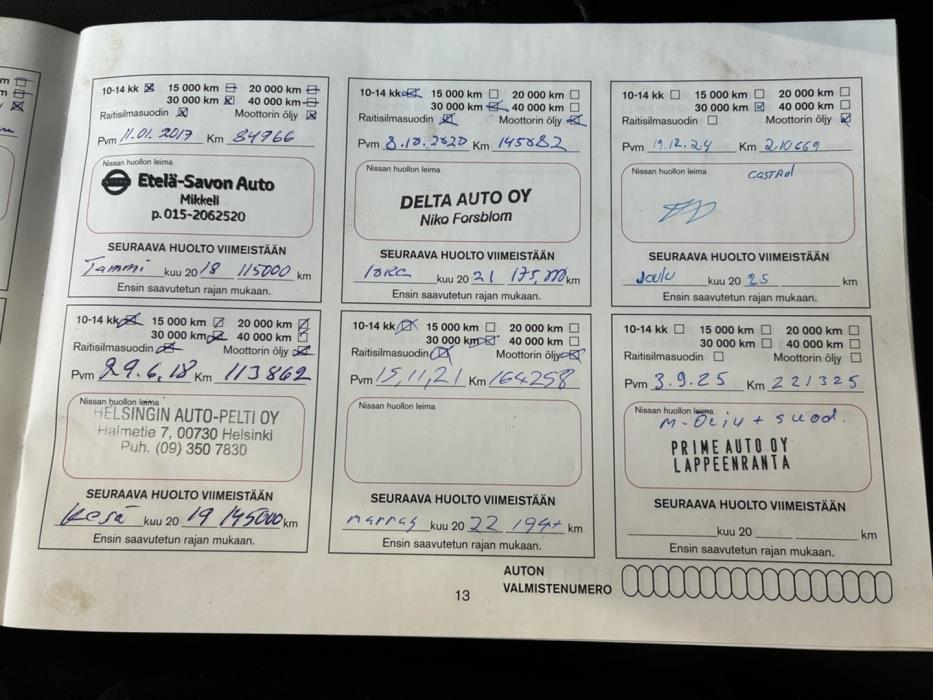 10-14 kk 15 000 km 20 000 km
30 000 km 40 000 km
Raitisilmasuodin Moottorin öljy
Pvm 11.01.2017 Km 84966
Nissan huollon leima
Etelä-Savon Auto
Mikkeli
p. 015-2062520
SEURAAVA HUOLTO VIIMEISTÄÄN
Tammi kuu 20 18 115000 km
Ensin saavutetun rajan mukaan.
10-14 kk 15 000 km 20 000 km
30 000 km 40 000 km
Raitisilmasuodin Moottorin öljy
Pvm 29.6.18 Km 113862
Nissan huollon leima
HELSINGIN AUTO-PELTI OY
Halmetie 7, 00730 Helsinki
Puh. (09) 350 7830
SEURAAVA HUOLTO VIIMEISTÄÄN
Kesä kuu 20 19 145000 km
Ensin saavutetun rajan mukaan.
10-14 kk 15 000 km 20 000 km
30 000 km 40 000 km
Raitisilmasuodin Moottorin öljy
Pvm 8.10.2020 Km 145882
Nissan huollon leima
DELTA AUTO OY
Niko Forsblom
SEURAAVA HUOLTO VIIMEISTÄÄN
kuu 20 21 175,000 km
Ensin saavutetun rajan mukaan.
10-14 kk 15 000 km 20 000 km
30 000 km 40 000 km
Raitisilmasuodin Moottorin öljy
Pvm 15,11,21 Km 164258
Nissan huollon leima
SEURAAVA HUOLTO VIIMEISTÄÄN
marras kuu 20 22 194+ km
Ensin saavutetun rajan mukaan.
10-14 kk 15 000 km 20 000 km
30 000 km 40 000 km
Raitisilmasuodin Moottorin öljy
Pvm 19.12.24 Km 210669
Nissan huollon leima
CASTROl
SEURAAVA HUOLTO VIIMEISTÄÄN
Joulu kuu 20 25 km
Ensin saavutetun rajan mukaan.
10-14 kk 15 000 km 20 000 km
30 000 km 40 000 km
Raitisilmasuodin Moottorin öljy
Pvm 3.9.25 Km 221325
Nissan huollon leima
M-Öljy + suod.
PRIME AUTO OY
LAPPEENRANTA
SEURAAVA HUOLTO VIIMEISTÄÄN
kuu 20 km
Ensin saavutetun rajan mukaan.
AUTON
VALMISTENUMERO
13